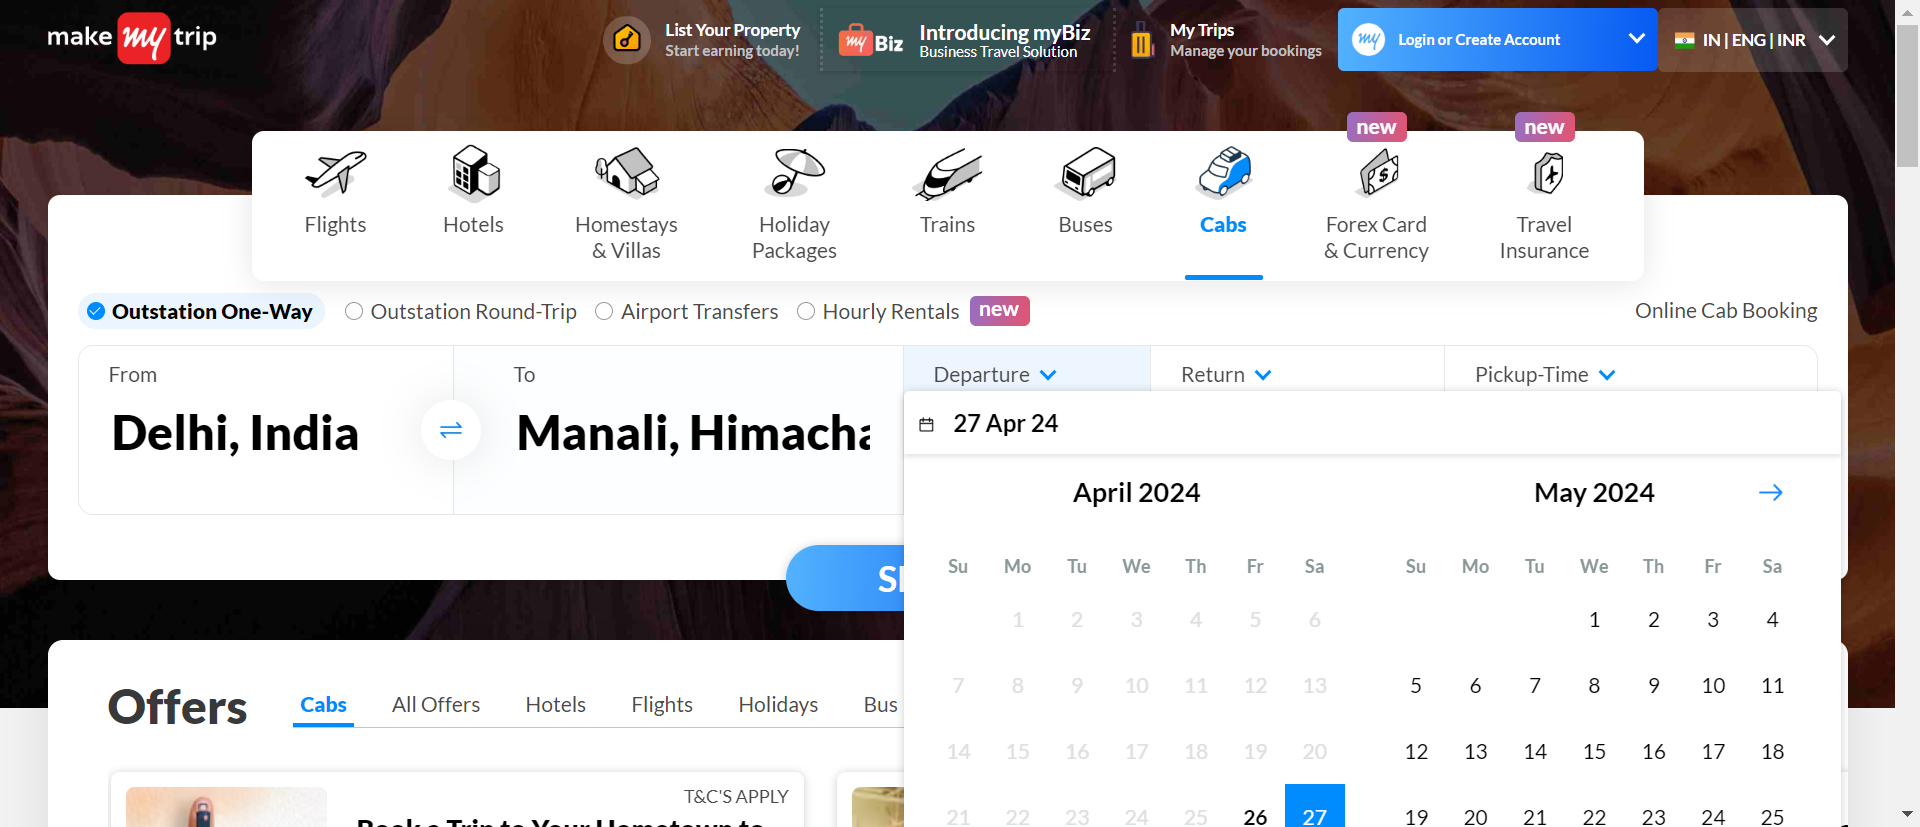 make my trip
List Your Property
Start earning today!
my Biz
Introducing myBiz
Business Travel Solution
My Trips
Manage your bookings
my
Login or Create Account
IN | ENG | INR
new
new
Flights
Hotels
Homestays
& Villas
Holiday
Packages
Trains
Buses
Cabs
Forex Card
& Currency
Travel
Insurance
Outstation One-Way
Outstation Round-Trip
Airport Transfers
Hourly Rentals
new
Online Cab Booking
From
To
Departure
Return
Pickup-Time
Delhi, India
Manali, Himacha
27 Apr 24
April 2024
May 2024
Su Mo Tu We Th Fr Sa
Su Mo Tu We Th Fr Sa
1 2 3 4 5 6
1 2 3 4
7 8 9 10 11 12 13
5 6 7 8 9 10 11
14 15 16 17 18 19 20
12 13 14 15 16 17 18
21 22 23 24 25 26 27
19 20 21 22 23 24 25
Offers
Cabs
All Offers
Hotels
Flights
Holidays
Bus
T&C'S APPLY
Book a Trip to Your Hometown to